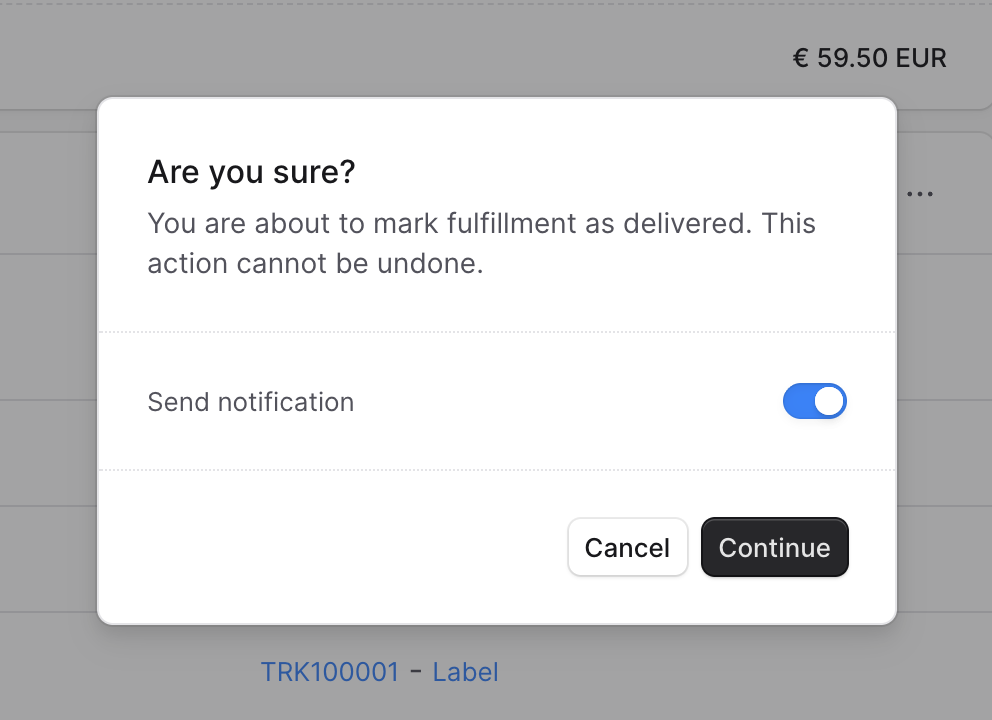 € 59.50 EUR
Are you sure?
You are about to mark fulfillment as delivered. This
action cannot be undone.
Send notification
Cancel
Continue
TRK100001 – Label